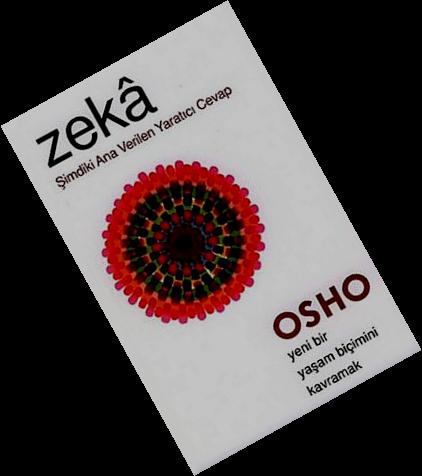 zekâ
Şimdiki Ana Verilen Yaratıcı Cevap
OSHO
yeni bir
yaşam biçimini
kavramak